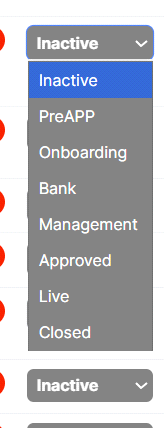 Inactive
Inactive
PreAPP
Onboarding
Bank
Management
Approved
Live
Closed
Inactive